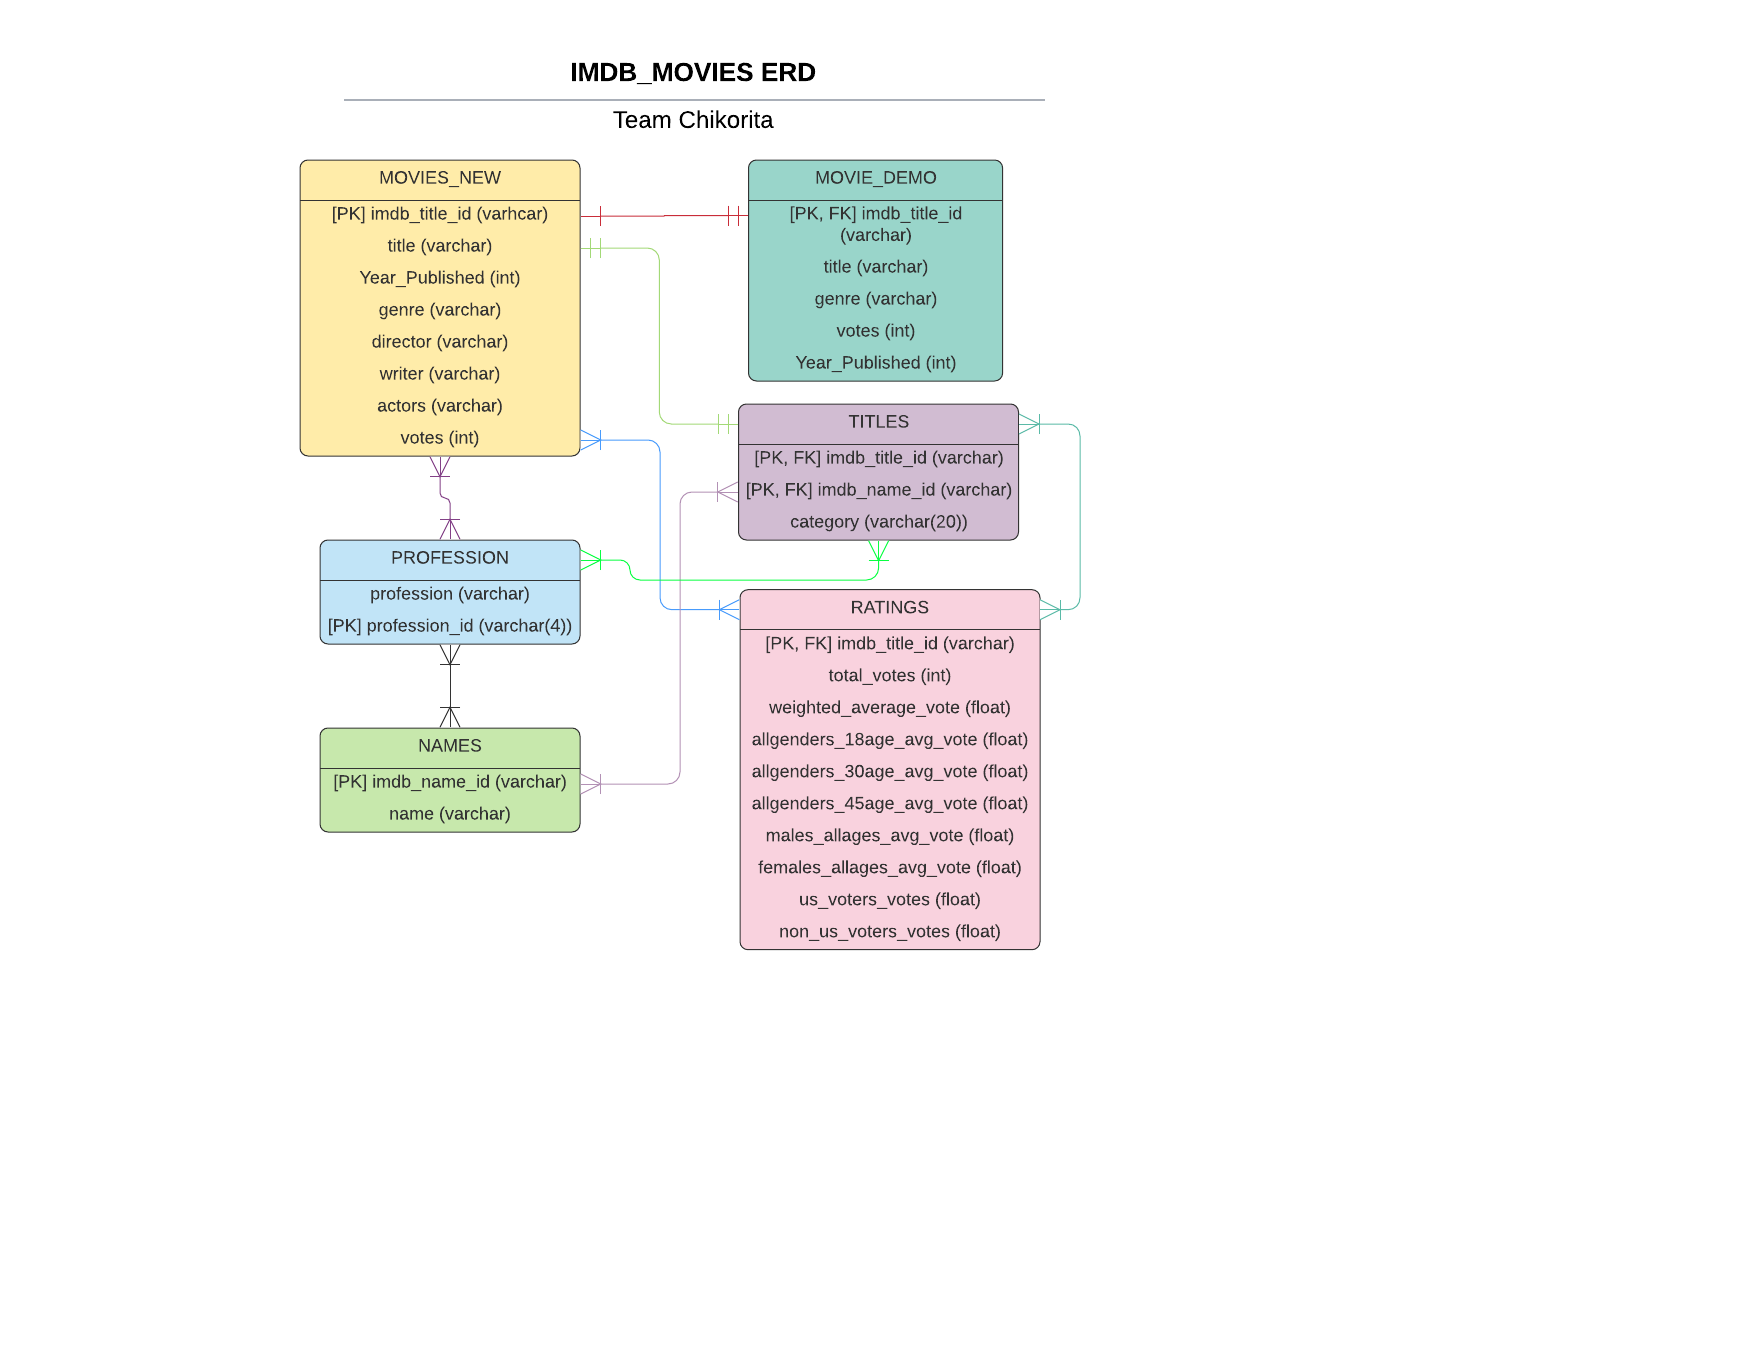 IMDB_MOVIES ERD
Team Chikorita
MOVIES_NEW
[PK] imdb_title_id (varhcar)
title (varchar)
Year_Published (int)
genre (varchar)
director (varchar)
writer (varchar)
actors (varchar)
votes (int)
MOVIE_DEMO
[PK, FK] imdb_title_id
(varchar)
title (varchar)
genre (varchar)
votes (int)
Year_Published (int)
TITLES
[PK, FK] imdb_title_id (varchar)
[PK, FK] imdb_name_id (varchar)
category (varchar(20))
PROFESSION
profession (varchar)
[PK] profession_id (varchar(4))
RATINGS
[PK, FK] imdb_title_id (varchar)
total_votes (int)
weighted_average_vote (float)
allgenders_18age_avg_vote (float)
allgenders_30age_avg_vote (float)
allgenders_45age_avg_vote (float)
males_allages_avg_vote (float)
females_allages_avg_vote (float)
us_voters_votes (float)
non_us_voters_votes (float)
NAMES
[PK] imdb_name_id (varchar)
name (varchar)